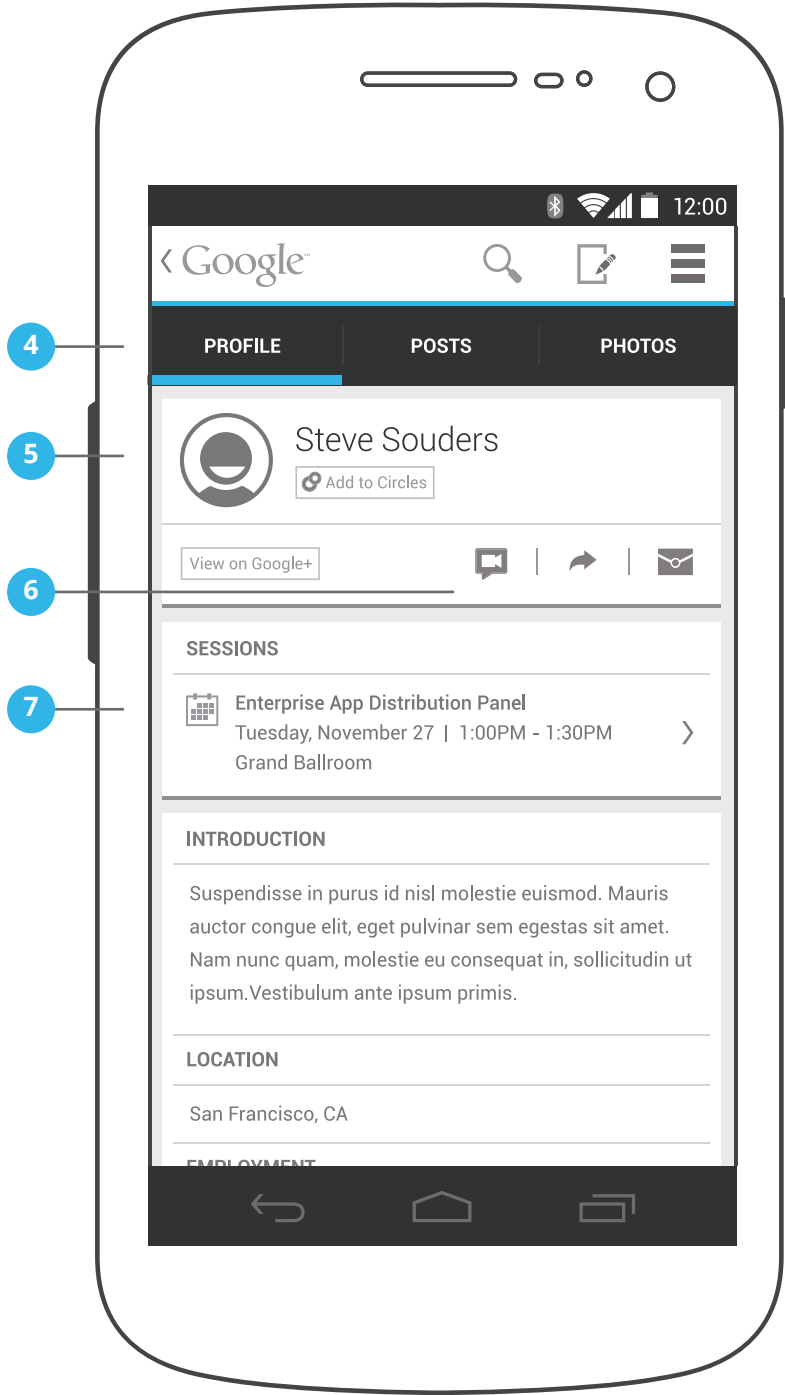 12:00
Google™
4
PROFILE POSTS PHOTOS
5
Steve Souders
Add to Circles
View on Google+
6
SESSIONS
7
Enterprise App Distribution Panel
Tuesday, November 27 | 1:00PM - 1:30PM
Grand Ballroom
INTRODUCTION
Suspendisse in purus id nisl molestie euismod. Mauris
auctor congue elit, eget pulvinar sem egestas sit amet.
Nam nunc quam, molestie eu consequat in, sollicitudin ut
ipsum.Vestibulum ante ipsum primis.
LOCATION
San Francisco, CA
EMPLOYMENT